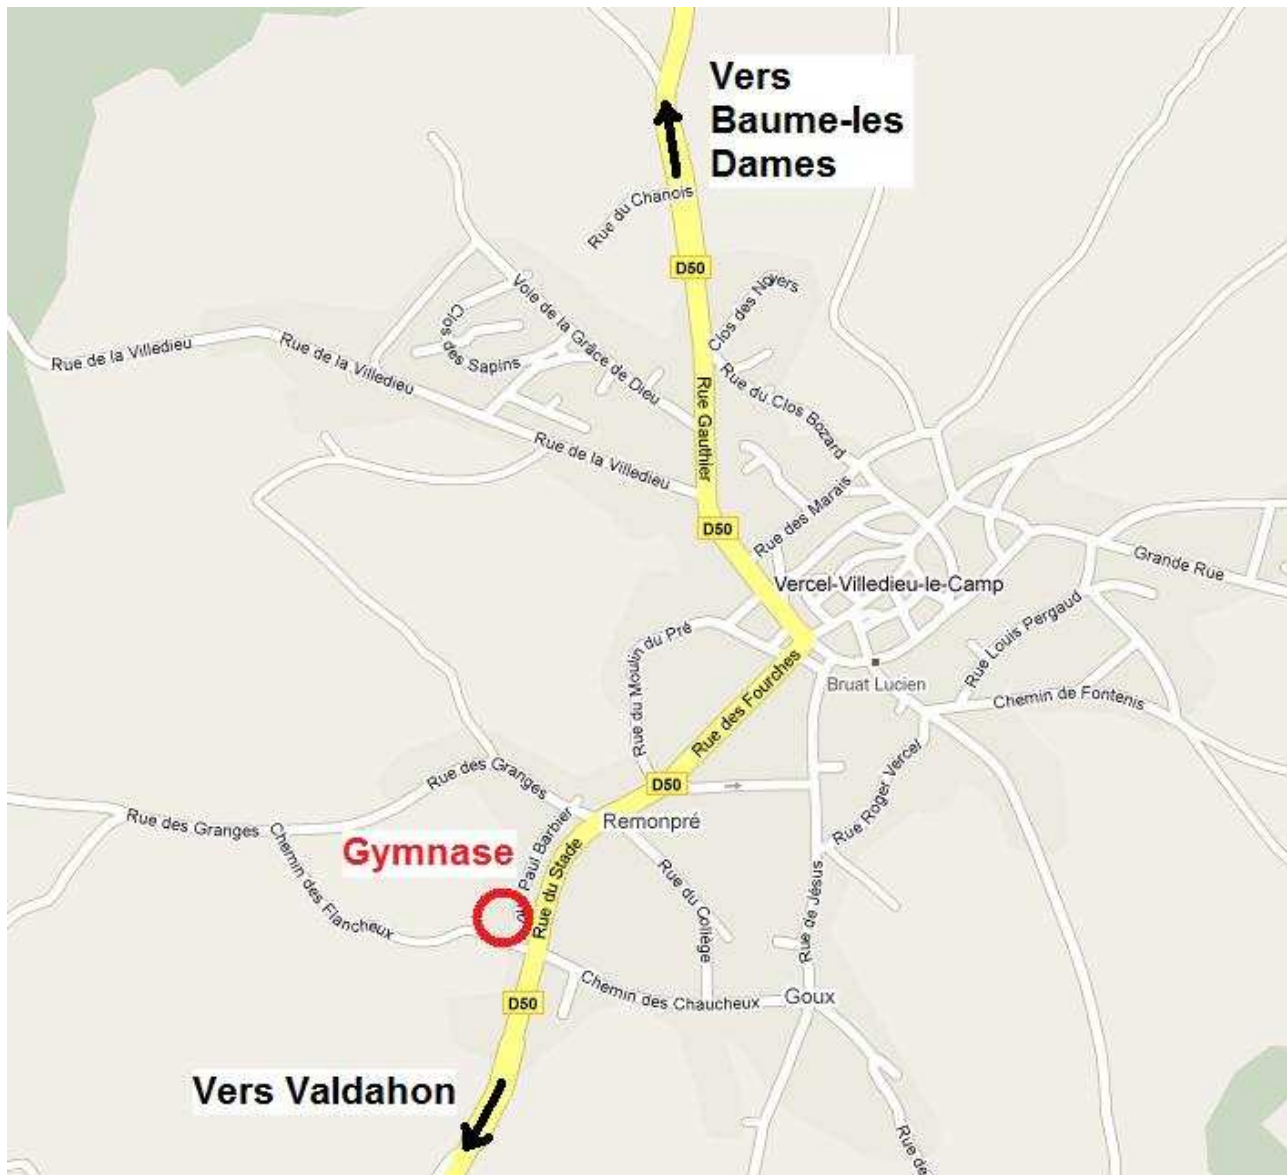 Vers
Baume-les
Dames
Rue du Chanois
D50
Clos des Noyers
Voie de la Grâce de Dieu
Clos des Sapins
Rue de la Villedieu
Rue de la Villedieu
Rue du Clos Bozard
Rue Gauthier
Rue de la Villedieu
Rue des Marais
D50
Grande Rue
Vercel-Villedieu-le-Camp
Rue Louis Pergaud
Rue du Moulin du Pré
Bruat Lucien
Rue des Fourches
Chemin de Fontenis
Rue Roger Vercel
Rue des Granges
D50
Rue des Granges
Remonpré
Paul Barbier
Gymnase
Rue du Stade
Chemin des Flancheux
Rue du Collège
Rue de Jésus
Chemin des Chaucheux
Goux
D50
Vers Valdahon
Rue de